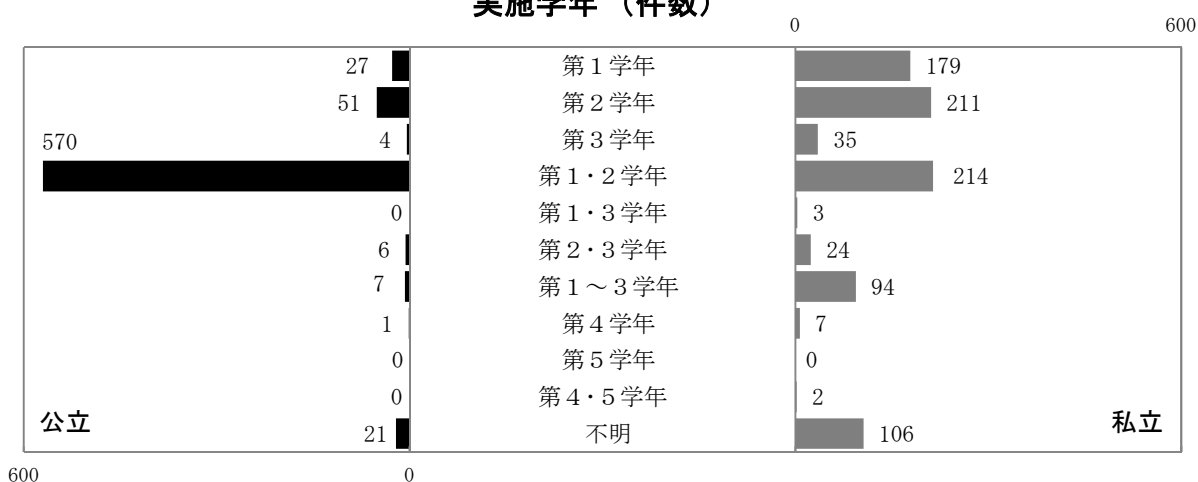 実施学年（件数）
0 600
27 第１学年 179
51 第２学年 211
4 第３学年 35
570 第１・２学年 214
0 第１・３学年 3
6 第２・３学年 24
7 第１～３学年 94
1 第４学年 7
0 第５学年 0
0 第４・５学年 2
公立 21 不明 106 私立
600 0